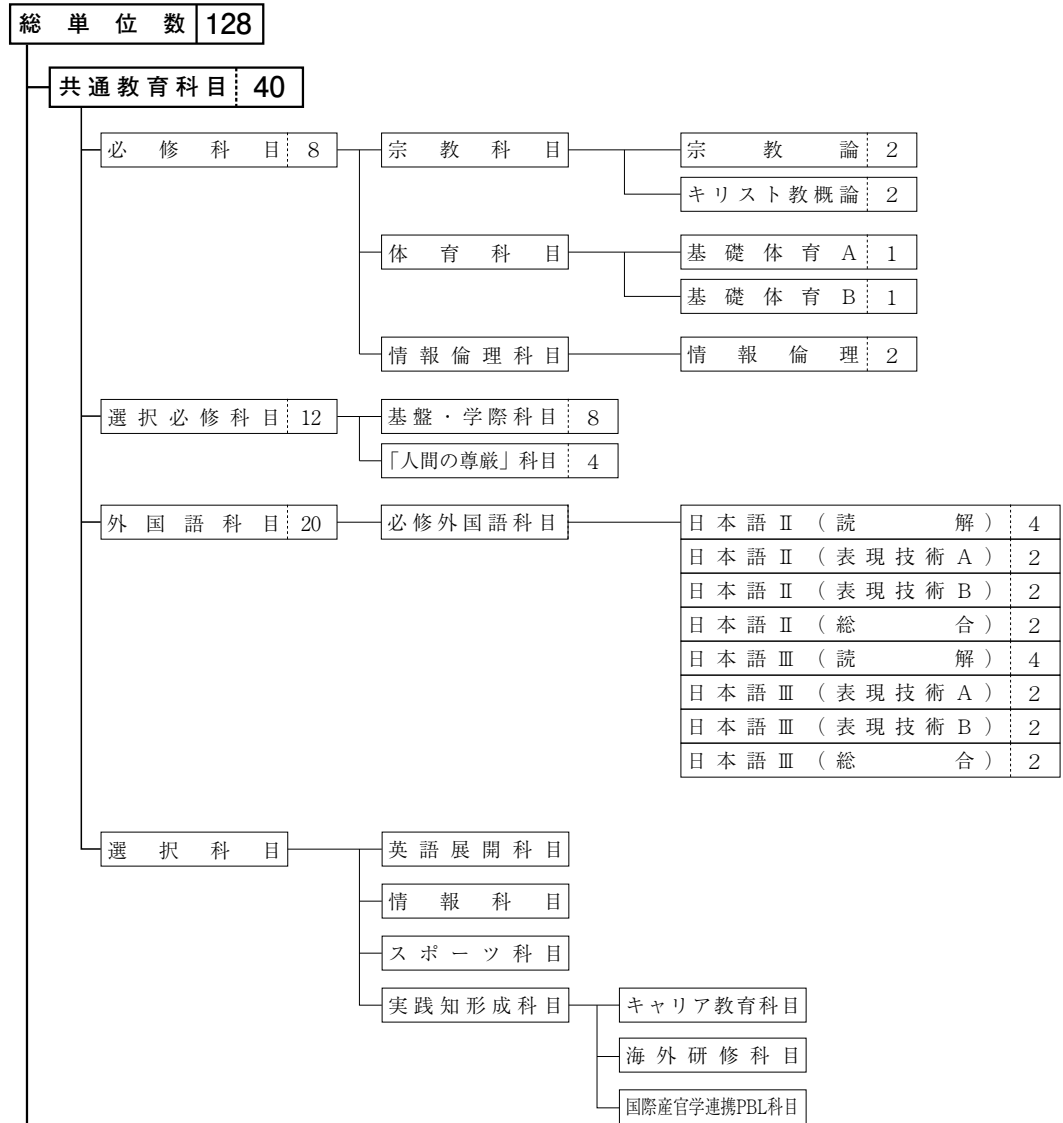 総単位数 128
共通教育科目 40
必修科目 8 宗教科目 宗教論 2
キリスト教概論 2
体育科目 基礎体育A 1
基礎体育B 1
情報倫理科目 情報倫理 2
選択必修科目 12 基盤・学際科目 8
「人間の尊厳」科目 4
外国語科目 20 必修外国語科目 日本語Ⅱ(読解) 4
日本語Ⅱ(表現技術A) 2
日本語Ⅱ(表現技術B) 2
日本語Ⅱ(総合) 2
日本語Ⅲ(読解) 4
日本語Ⅲ(表現技術A) 2
日本語Ⅲ(表現技術B) 2
日本語Ⅲ(総合) 2
選択科目 英語展開科目
情報科目
スポーツ科目
実践知形成科目 キャリア教育科目
海外研修科目
国際産官学連携PBL科目